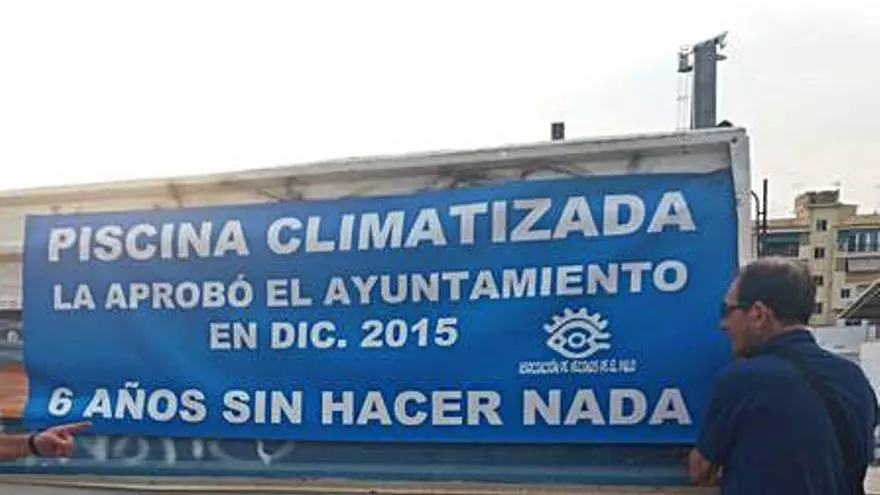 PISCINA CLIMATIZADA
LA APROBÓ EL AYUNTAMIENTO
EN DIC. 2015
ASOCIACIÓN DE VECINOS DE EL PALO
6 AÑOS SIN HACER NADA